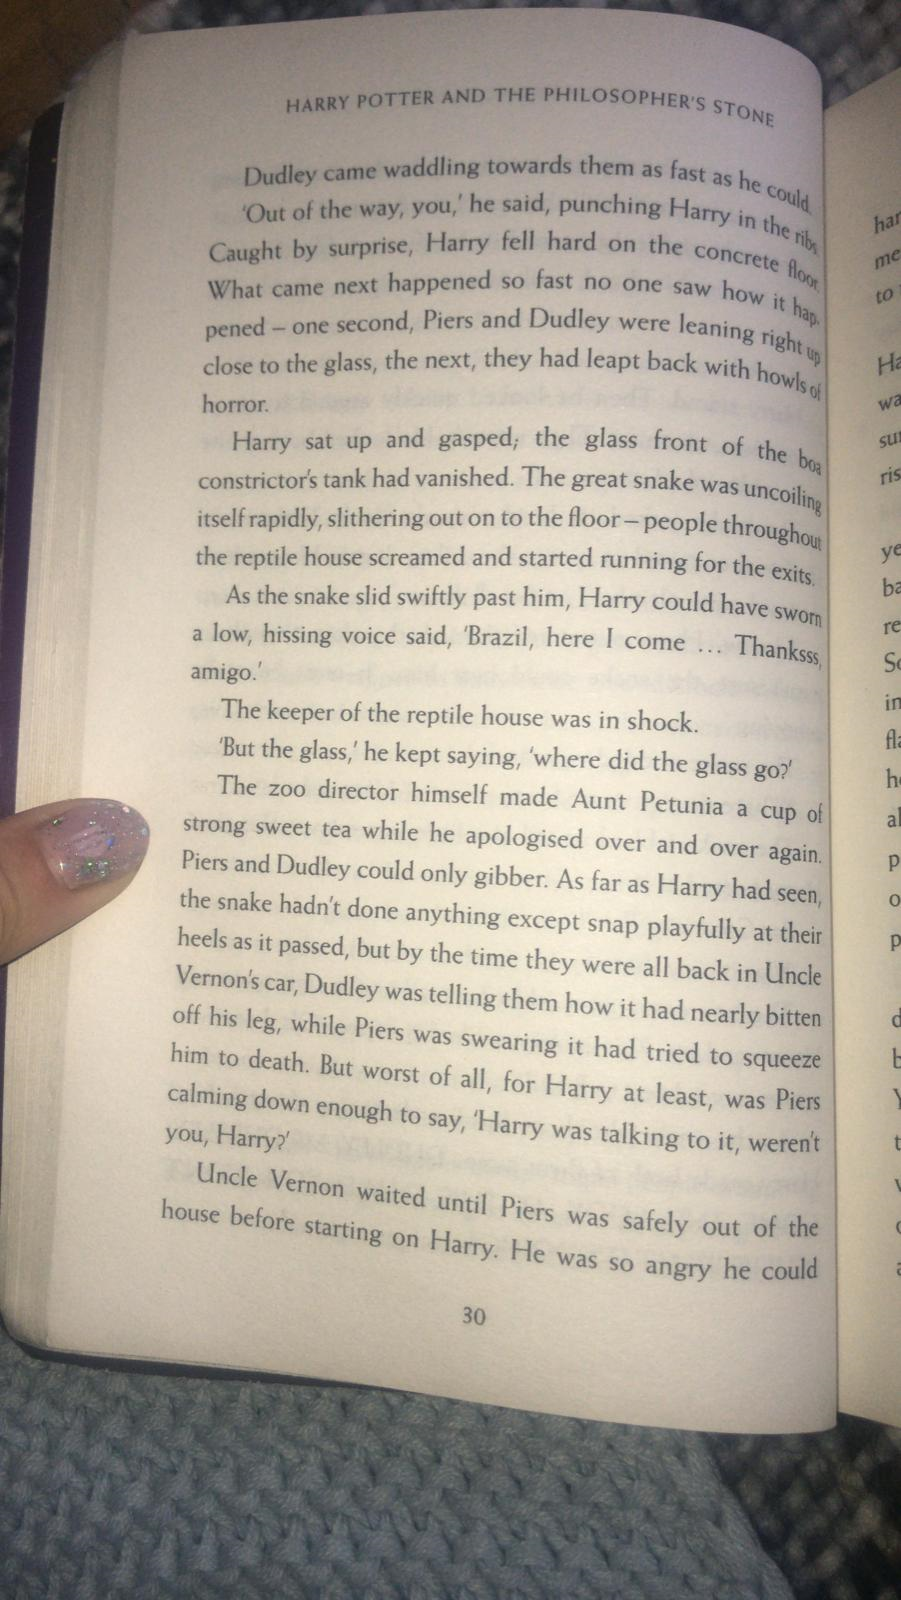 HARRY POTTER AND THE PHILOSOPHER'S STONE
Dudley came waddling towards them as fast as he could.
'Out of the way, you,' he said, punching Harry in the ribs.
Caught by surprise, Harry fell hard on the concrete floor.
What came next happened so fast no one saw how it hap-
pened – one second, Piers and Dudley were leaning right up
close to the glass, the next, they had leapt back with howls of
horror.
Harry sat up and gasped; the glass front of the boa
constrictor's tank had vanished. The great snake was uncoiling
itself rapidly, slithering out on to the floor – people throughout
the reptile house screamed and started running for the exits.
As the snake slid swiftly past him, Harry could have sworn
a low, hissing voice said, 'Brazil, here I come ... Thanksss,
amigo.'
The keeper of the reptile house was in shock.
'But the glass,' he kept saying, 'where did the glass go?'
The zoo director himself made Aunt Petunia a cup of
strong sweet tea while he apologised over and over again.
Piers and Dudley could only gibber. As far as Harry had seen,
the snake hadn't done anything except snap playfully at their
heels as it passed, but by the time they were all back in Uncle
Vernon's car, Dudley was telling them how it had nearly bitten
off his leg, while Piers was swearing it had tried to squeeze
him to death. But worst of all, for Harry at least, was Piers
calming down enough to say, 'Harry was talking to it, weren't
you, Harry?'
Uncle Vernon waited until Piers was safely out of the
house before starting on Harry. He was so angry he could
30